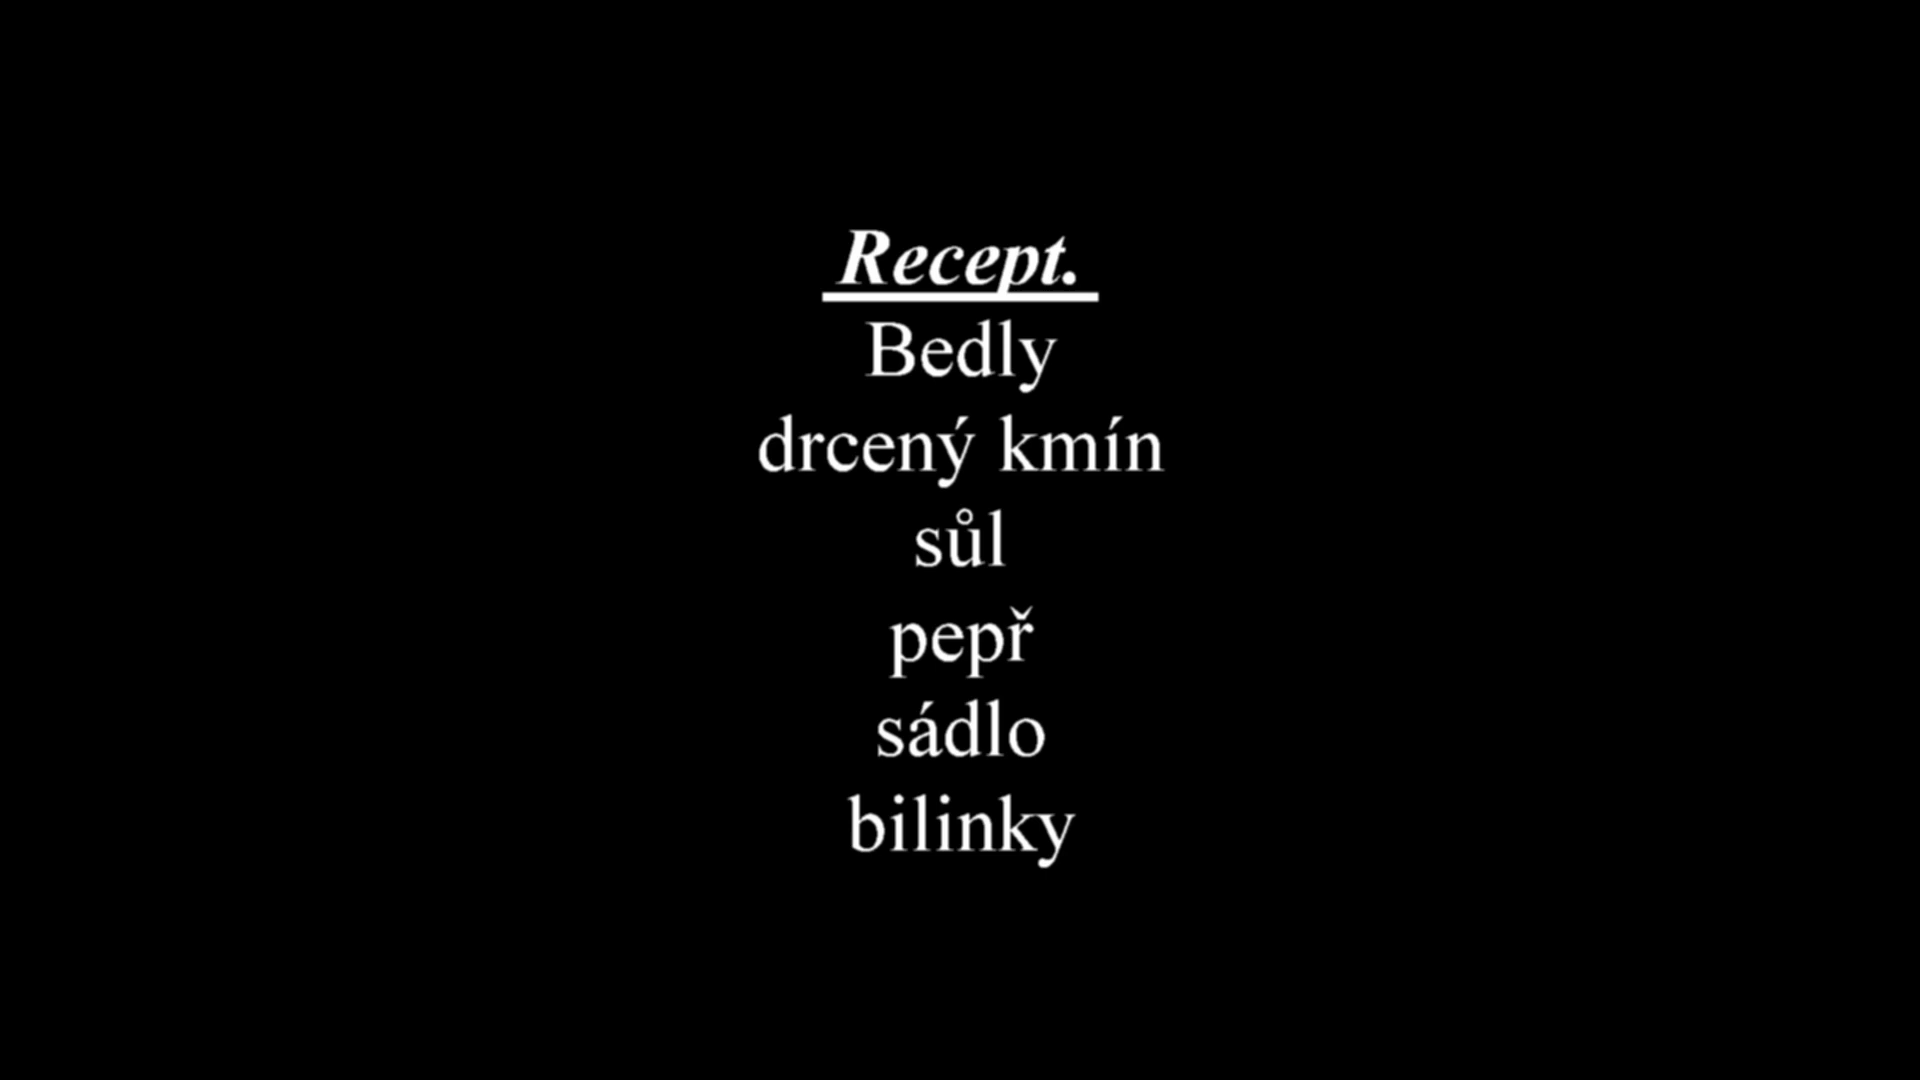 Recept.
Bedly
drcený kmín
sůl
pepř
sádlo
bilinky